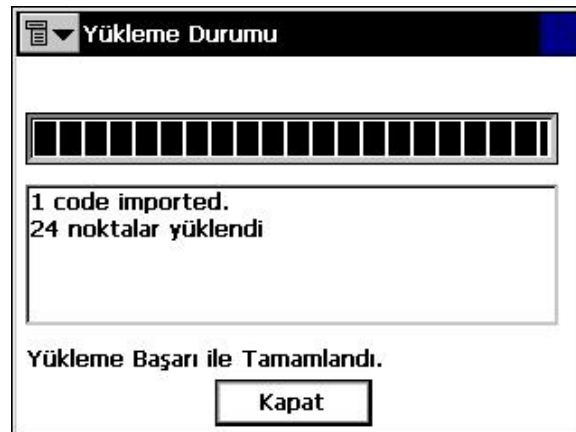 Yükleme Durumu
1 code imported.
24 noktalar yüklendi
Yükleme Başarı ile Tamamlandı.
Kapat